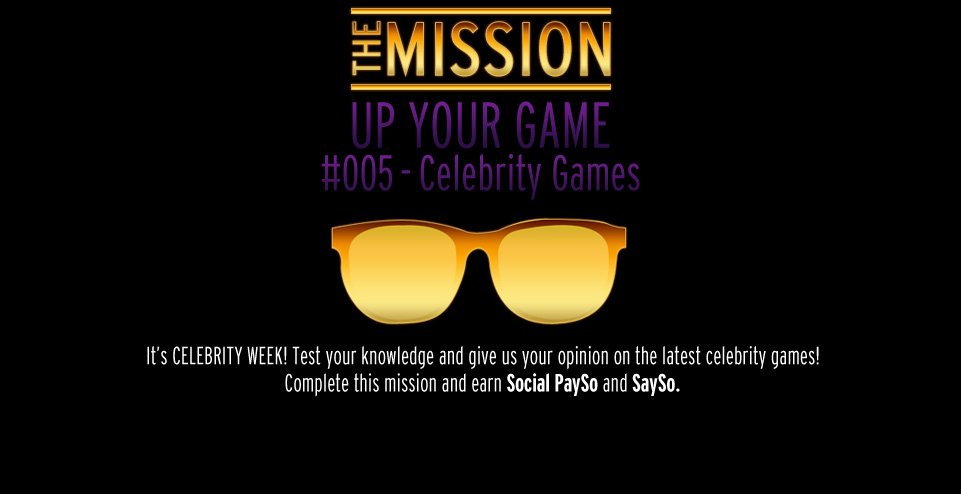 THE MISSION
UP YOUR GAME
#005 - Celebrity Games
It's CELEBRITY WEEK! Test your knowledge and give us your opinion on the latest celebrity games!
Complete this mission and earn Social PaySo and SaySo.